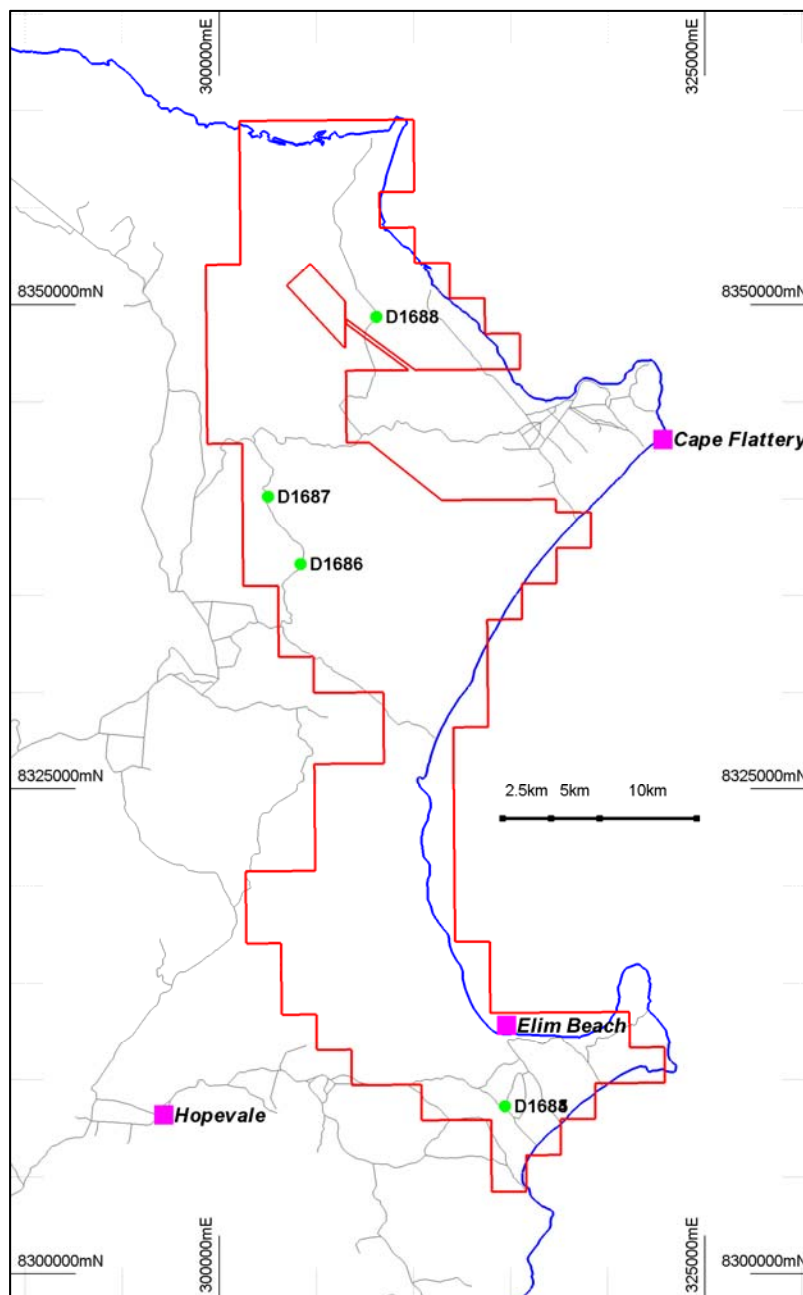 300000mE
325000mE
8350000mN
8350000mN
D1688
Cape Flattery
D1687
D1686
8325000mN
8325000mN
2.5km 5km 10km
Elim Beach
Hopevale
300000mE
325000mE
8300000mN
8300000mN